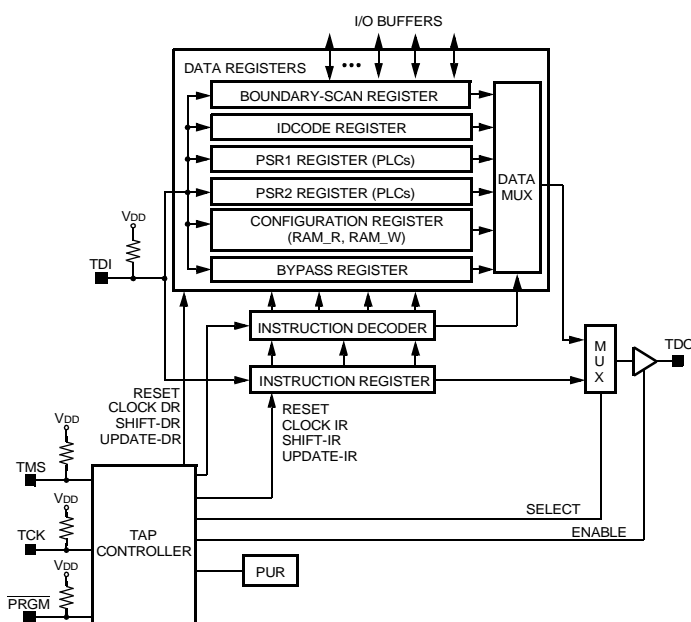 I/O BUFFERS
DATA REGISTERS
BOUNDARY-SCAN REGISTER
IDCODE REGISTER
PSR1 REGISTER (PLCs)
PSR2 REGISTER (PLCs)
CONFIGURATION REGISTER
(RAM_R, RAM_W)
BYPASS REGISTER
DATA
MUX
VDD
TDI
INSTRUCTION DECODER
INSTRUCTION REGISTER
M
U
X
TDO
RESET
CLOCK DR
SHIFT-DR
UPDATE-DR
RESET
CLOCK IR
SHIFT-IR
UPDATE-IR
VDD
TMS
VDD
TCK
VDD
PRGM
TAP
CONTROLLER
SELECT
ENABLE
PUR